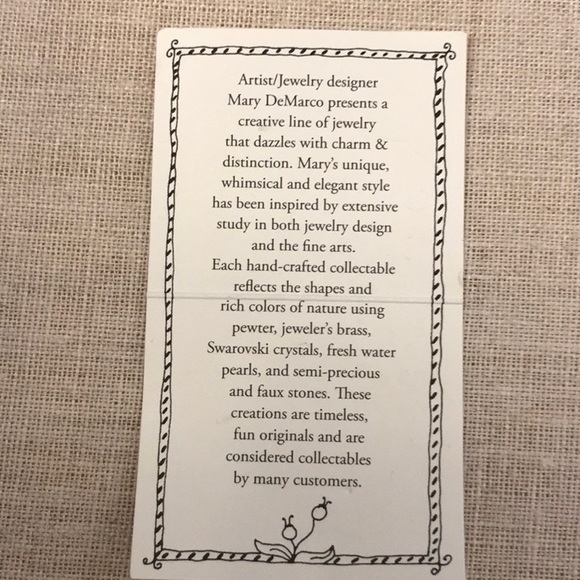 Artist/Jewelry designer
Mary DeMarco presents a
creative line of jewelry
that dazzles with charm &
distinction. Mary's unique,
whimsical and elegant style
has been inspired by extensive
study in both jewelry design
and the fine arts.
Each hand-crafted collectable
reflects the shapes and
rich colors of nature using
pewter, jeweler's brass,
Swarovski crystals, fresh water
pearls, and semi-precious
and faux stones. These
creations are timeless,
fun originals and are
considered collectables
by many customers.